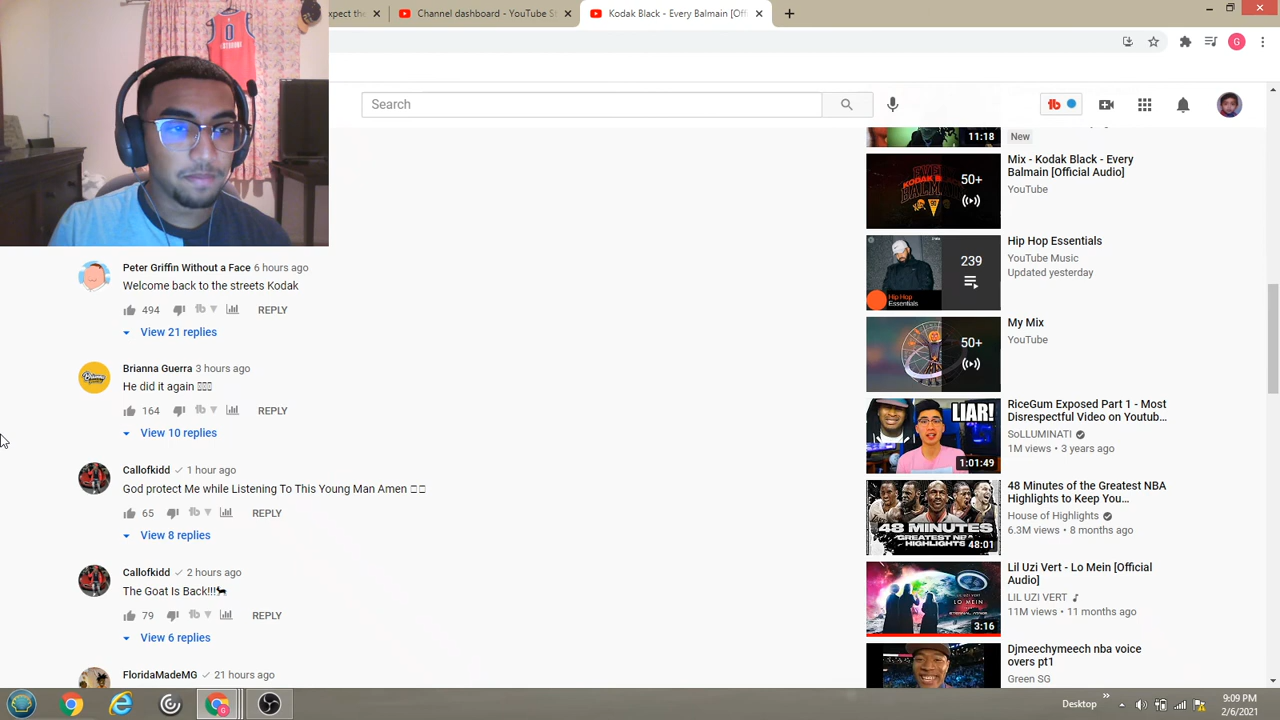 xpect the
Channel dashboard - YouTube St
Kodak Black - Every Balmain [Offi
G
Search
11:18
New
Mix - Kodak Black - Every
Balmain [Official Audio]
YouTube
50+
Hip Hop Essentials
YouTube Music
Updated yesterday
239
Hip Hop
Essentials
My Mix
YouTube
50+
RiceGum Exposed Part 1 - Most
Disrespectful Video on Youtub...
SoLLUMINATI
1M views • 3 years ago
LIAR!
1:01:49
48 Minutes of the Greatest NBA
Highlights to Keep You...
House of Highlights
6.3M views • 8 months ago
48 MINUTES
GREATEST NBA
HIGHLIGHTS
48:01
Lil Uzi Vert - Lo Mein [Official
Audio]
LIL UZI VERT
11M views • 11 months ago
LO MEIN
3:16
Djmeechymeech nba voice
overs pt1
Green SG
Peter Griffin Without a Face 6 hours ago
Welcome back to the streets Kodak
494
REPLY
View 21 replies
Brianna Guerra 3 hours ago
He did it again
164
REPLY
View 10 replies
Callofkidd 1 hour ago
God protect Me while Listening To This Young Man Amen
65
REPLY
View 8 replies
Callofkidd 2 hours ago
The Goat Is Back!!!🐐
79
REPLY
View 6 replies
FloridaMadeMG 21 hours ago
Desktop
9:09 PM
2/6/2021